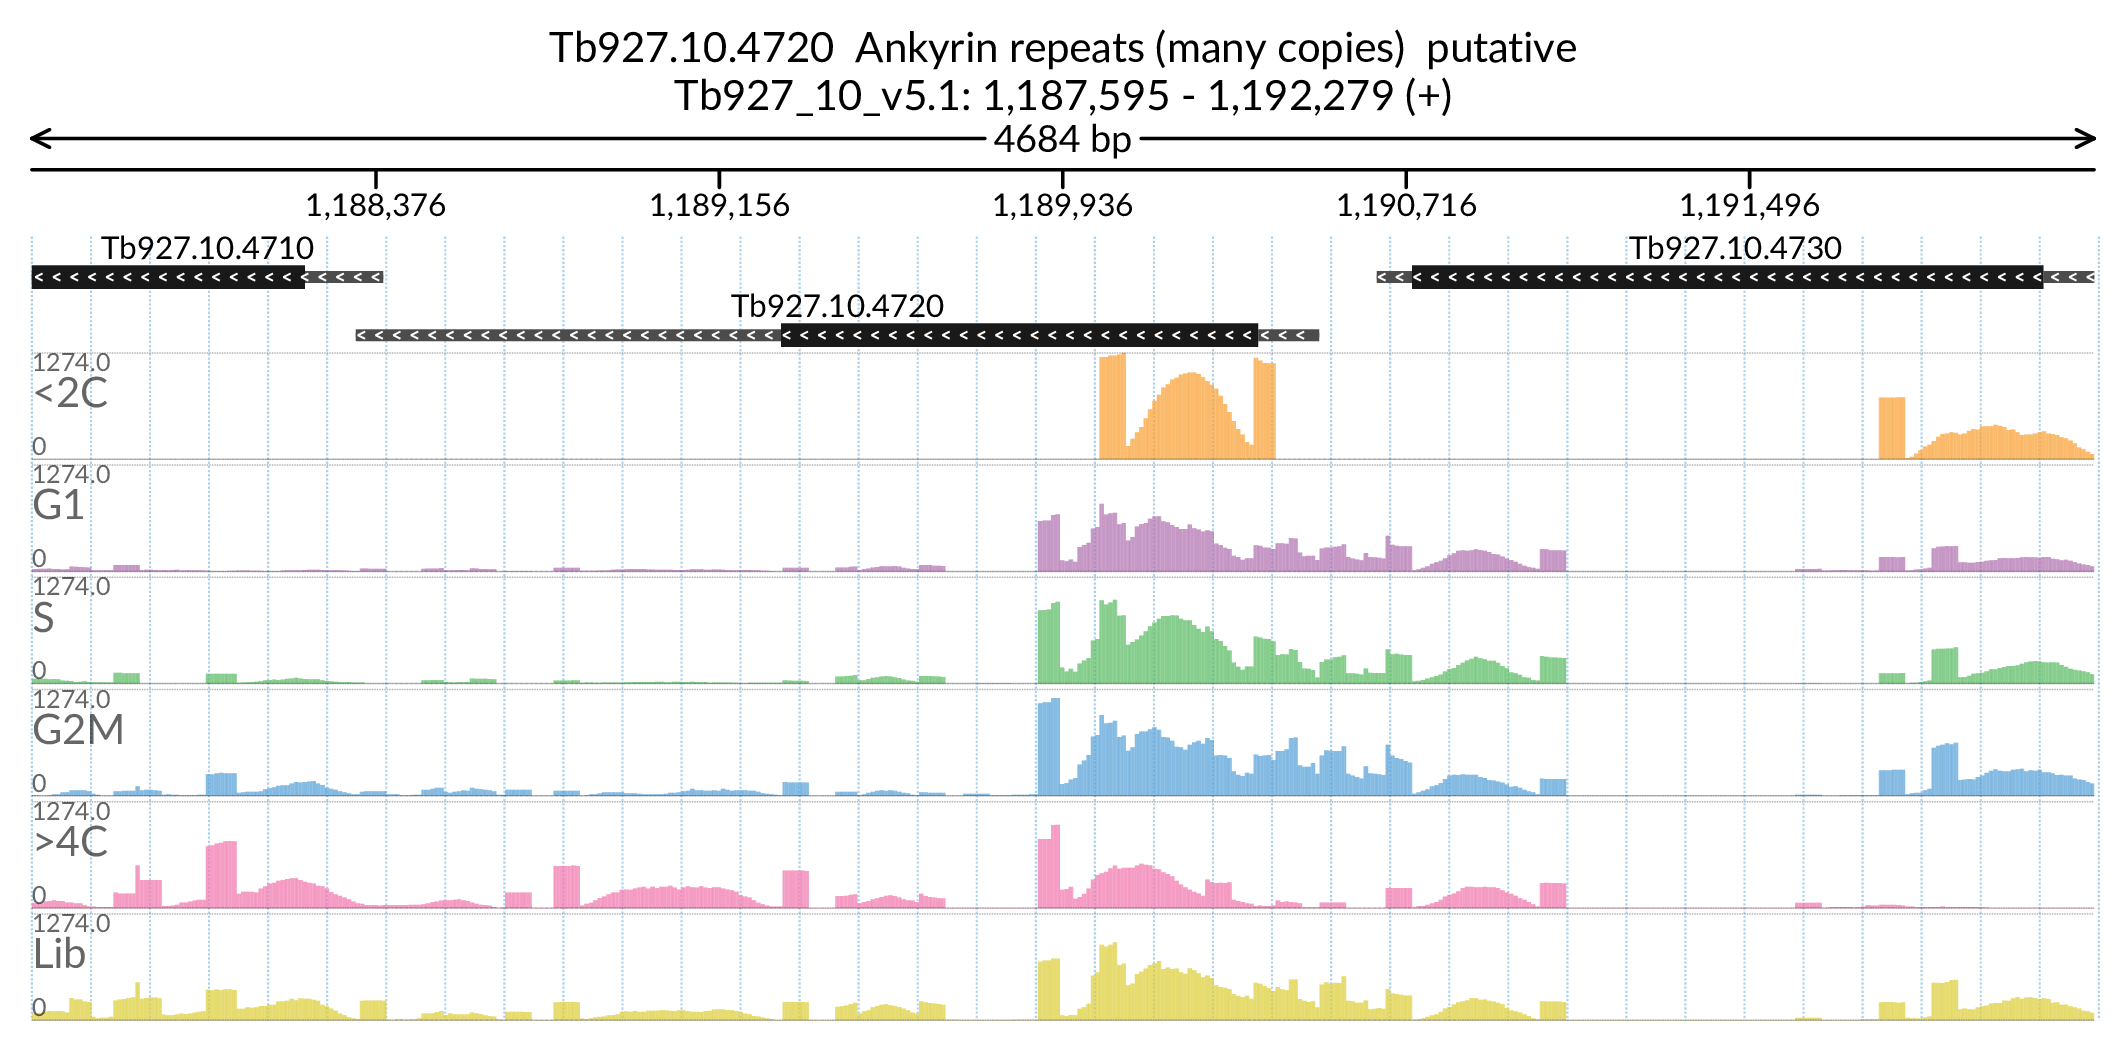 Tb927.10.4720  Ankyrin repeats (many copies)  putative
Tb927_10_v5.1: 1,187,595 - 1,192,279 (+)
4684 bp
1,188,376 1,189,156 1,189,936 1,190,716 1,191,496
Tb927.10.4710 Tb927.10.4730
Tb927.10.4720
1274.0
<2C
0
1274.0
G1
0
1274.0
S
0
1274.0
G2M
0
1274.0
>4C
0
1274.0
Lib
0